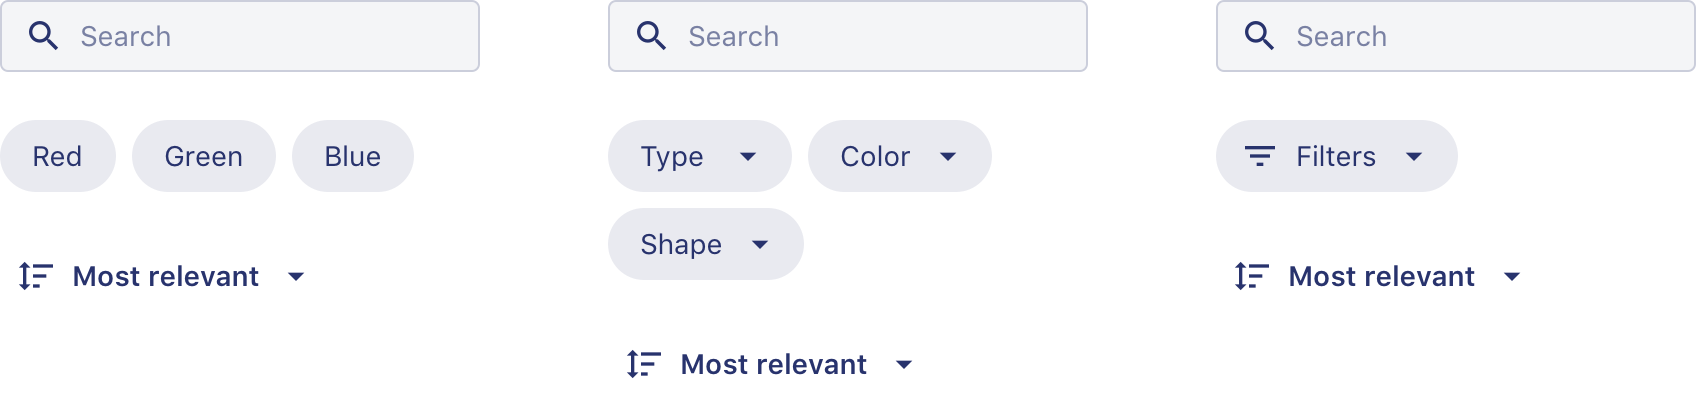 Search
Red Green Blue
Most relevant
Search
Type Color
Shape
Most relevant
Search
Filters
Most relevant